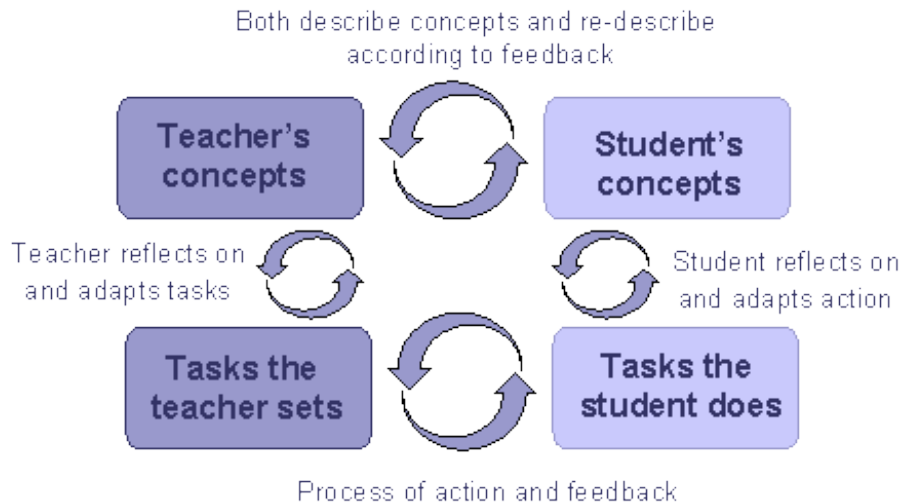 Both describe concepts and re-describe
according to feedback
Teacher's
concepts
Student's
concepts
Teacher reflects on
and adapts tasks
Student reflects on
and adapts action
Tasks the
teacher sets
Tasks the
student does
Process of action and feedback